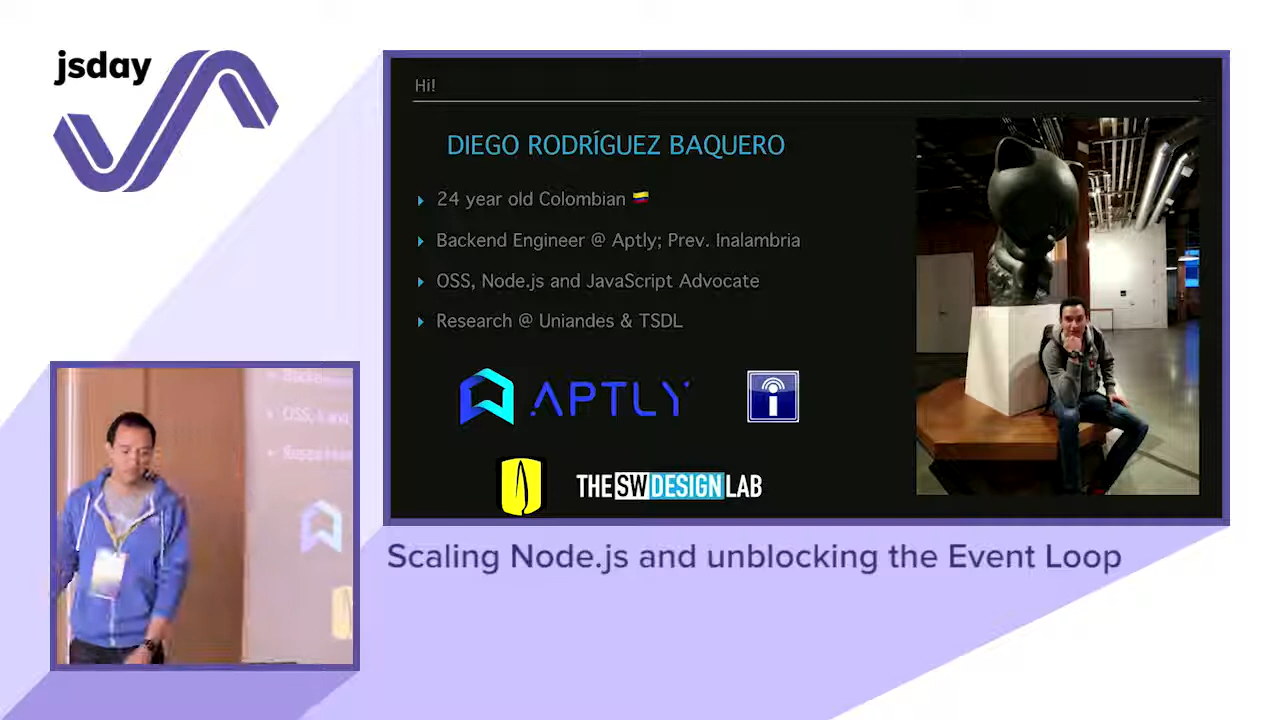 jsday
Hi!
DIEGO RODRÍGUEZ BAQUERO
24 year old Colombian 🇨🇴
Backend Engineer @ Aptly; Prev. Inalambria
OSS, Node.js and JavaScript Advocate
Research @ Uniandes & TSDL
APTLY
i
THE SW DESIGN LAB
Scaling Node.js and unblocking the Event Loop